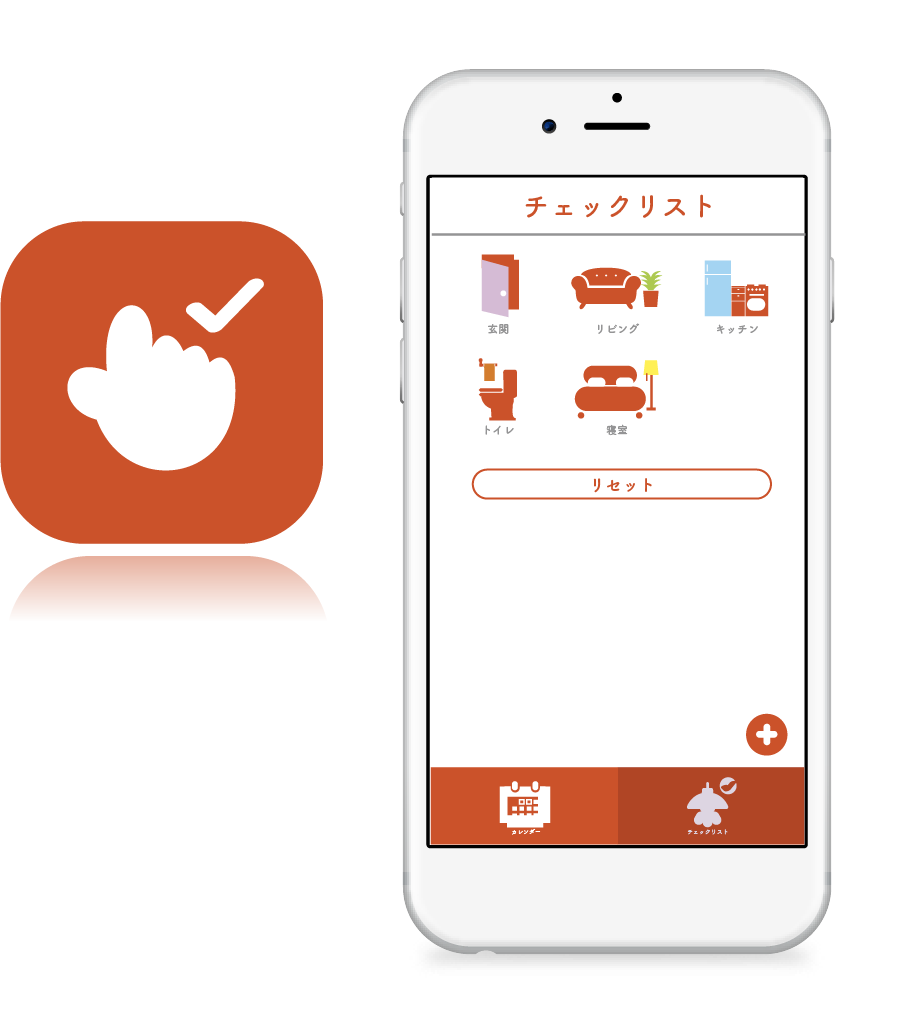 チェックリスト
玄関
リビング
キッチン
トイレ
寝室
リセット
カレンダー
チェックリスト